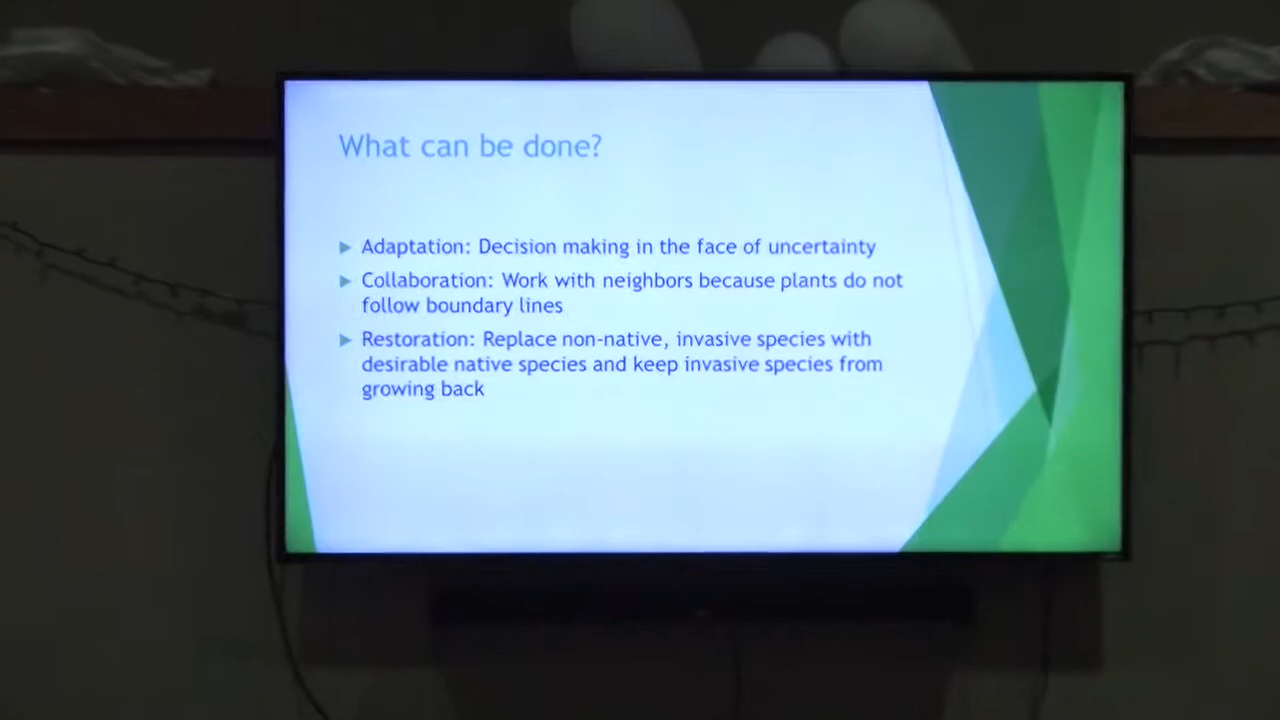 What can be done?
Adaptation: Decision making in the face of uncertainty
Collaboration: Work with neighbors because plants do not
follow boundary lines
Restoration: Replace non-native, invasive species with
desirable native species and keep invasive species from
growing back